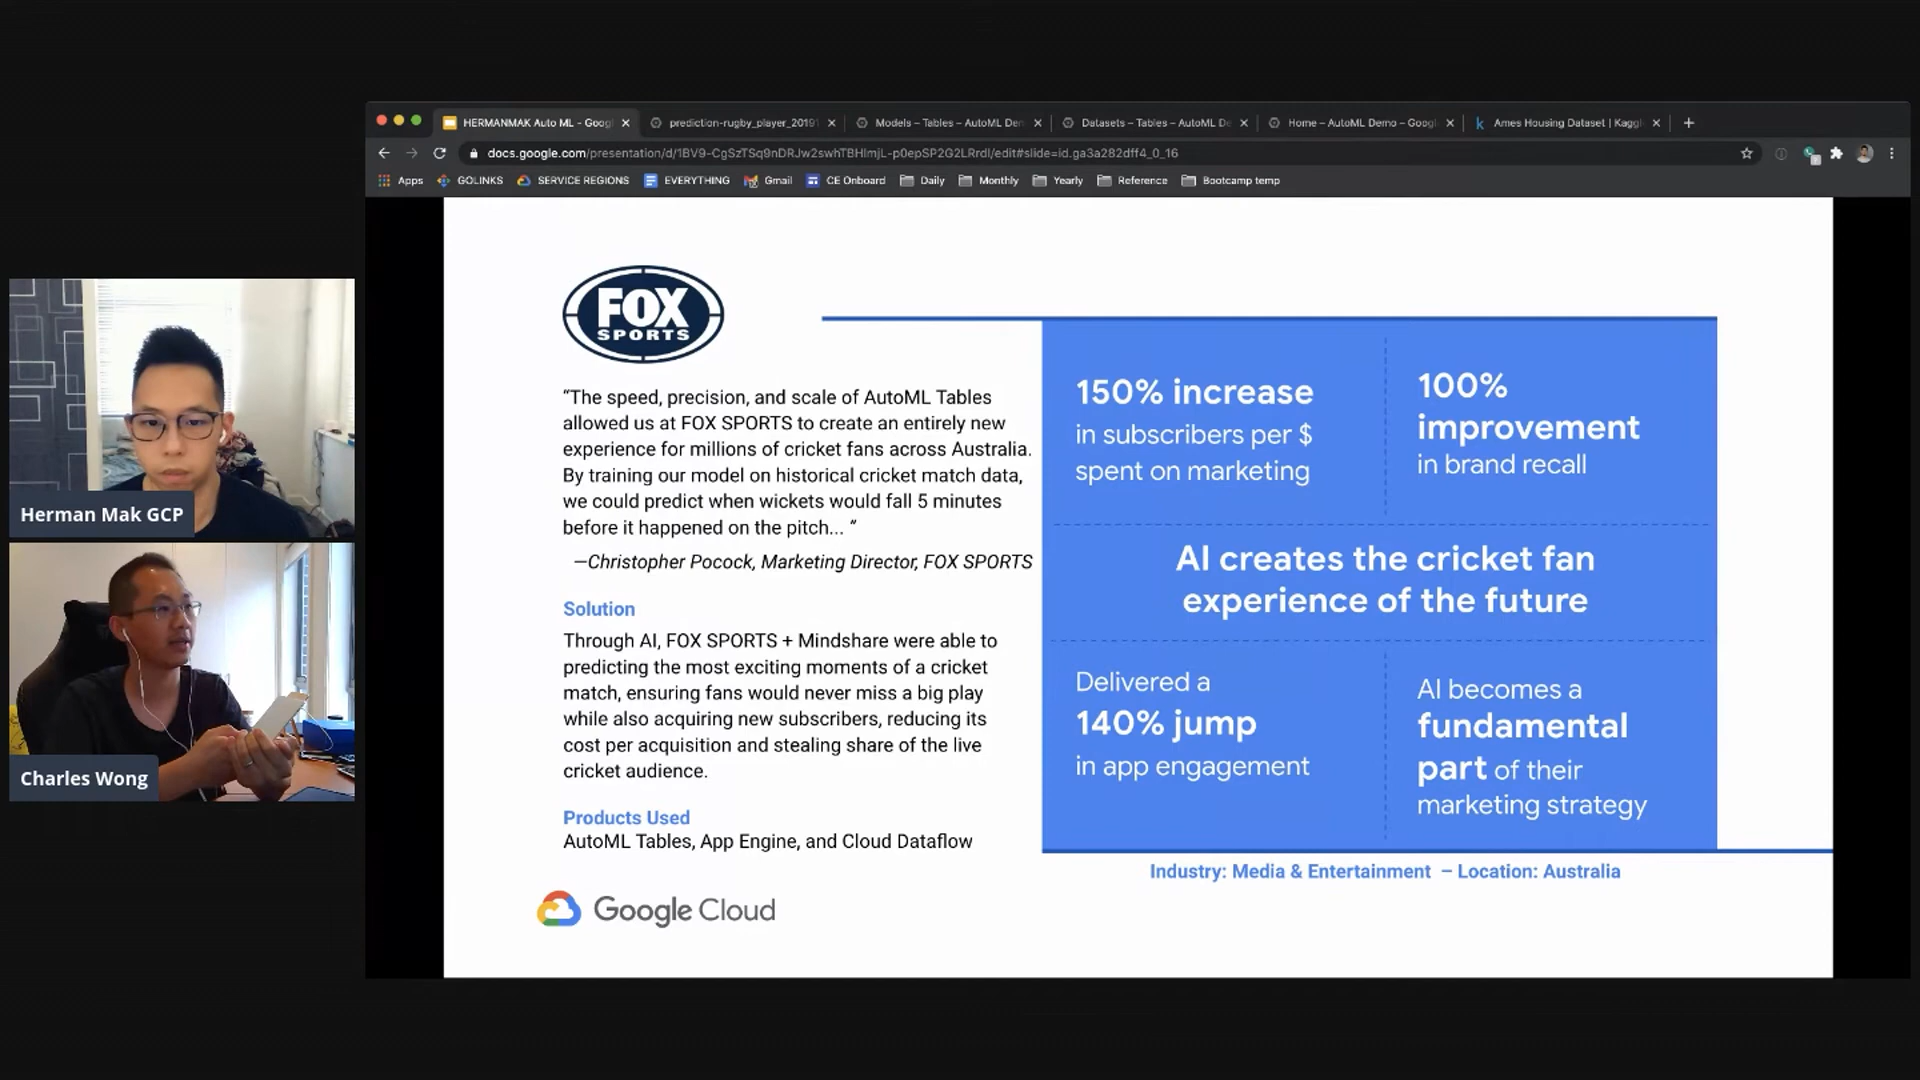 HERMANMAK Auto ML - Goog
prediction-rugby_player_2019
Models – Tables – AutoML De
Datasets – Tables – AutoML De
Home – AutoML Demo – Goog
Ames Housing Dataset | Kaggl
docs.google.com/presentation/d/1BV9-CgSzTSq9nDRJw2swhTBHlmjL-p0epSP2G2LRrdI/edit#slide=id.ga3a282dff4_0_16
Apps
GOLINKS
SERVICE REGIONS
EVERYTHING
Gmail
CE Onboard
Daily
Monthly
Yearly
Reference
Bootcamp temp
Herman Mak GCP
Charles Wong
FOX
SPORTS
“The speed, precision, and scale of AutoML Tables
allowed us at FOX SPORTS to create an entirely new
experience for millions of cricket fans across Australia.
By training our model on historical cricket match data,
we could predict when wickets would fall 5 minutes
before it happened on the pitch... ”
—Christopher Pocock, Marketing Director, FOX SPORTS
Solution
Through AI, FOX SPORTS + Mindshare were able to
predicting the most exciting moments of a cricket
match, ensuring fans would never miss a big play
while also acquiring new subscribers, reducing its
cost per acquisition and stealing share of the live
cricket audience.
Products Used
AutoML Tables, App Engine, and Cloud Dataflow
Google Cloud
150% increase
in subscribers per $
spent on marketing
100%
improvement
in brand recall
AI creates the cricket fan
experience of the future
Delivered a
140% jump
in app engagement
AI becomes a
fundamental
part of their
marketing strategy
Industry: Media & Entertainment – Location: Australia